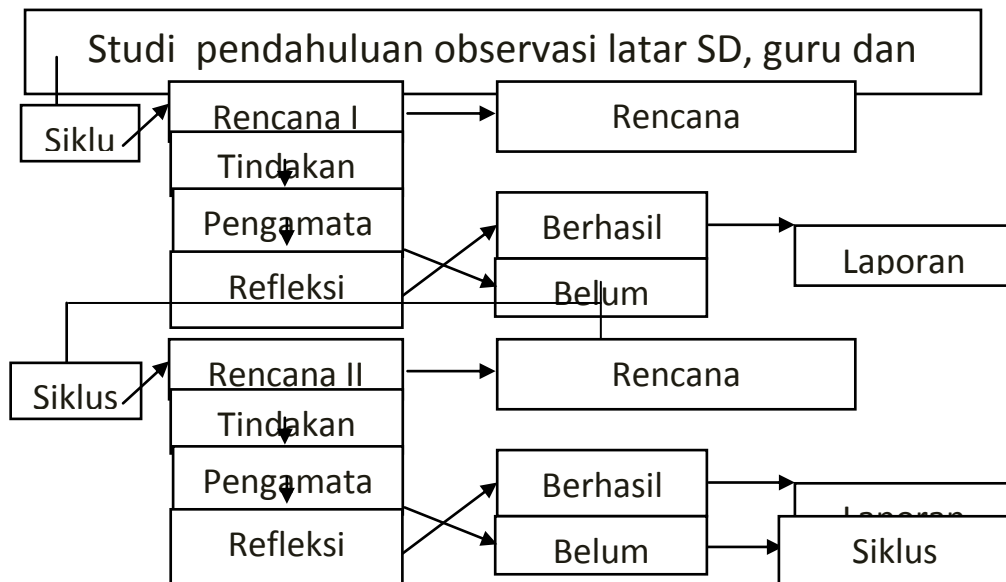 Studi pendahuluan observasi latar SD, guru dan
Siklu
Rencana I
Rencana
Tindakan
Pengamata
Berhasil
Laporan
Refleksi
Belum
Siklus
Rencana II
Rencana
Tindakan
Pengamata
Berhasil
Laporan
Refleksi
Belum
Siklus